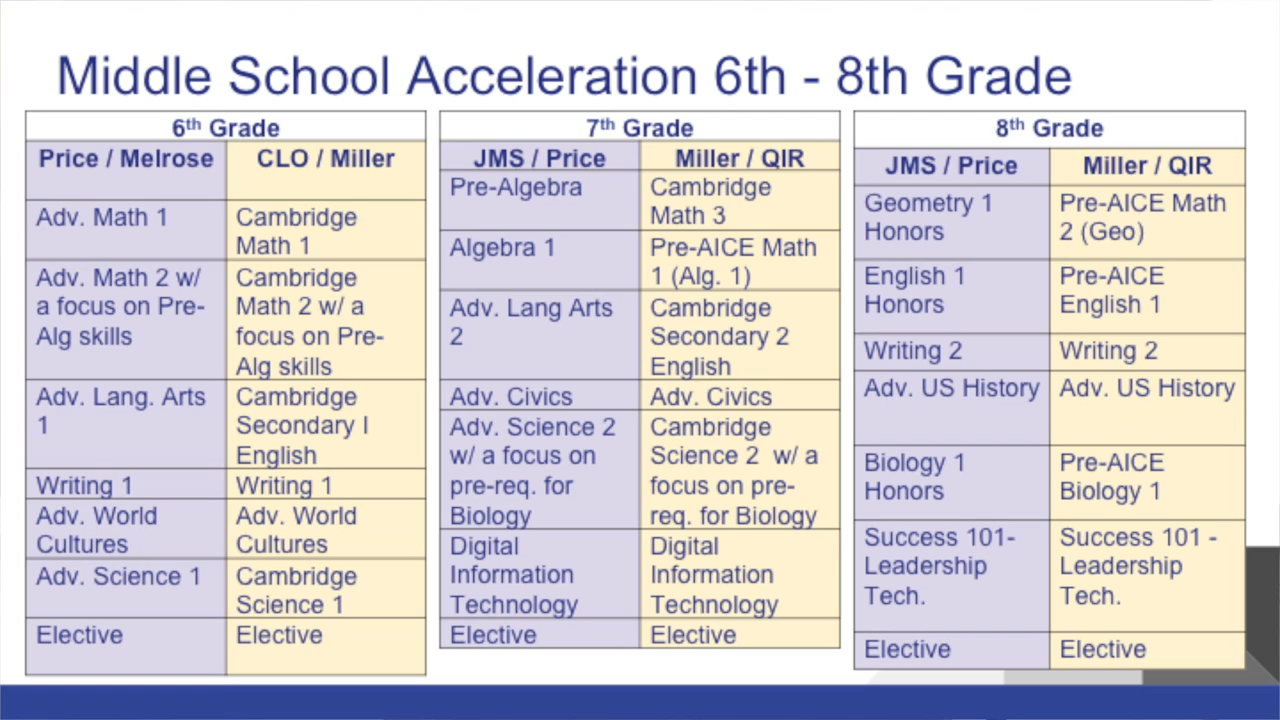 Middle School Acceleration 6th - 8th Grade
6th Grade
Price / Melrose
CLO / Miller
Adv. Math 1
Cambridge
Math 1
Adv. Math 2 w/
a focus on Pre-
Alg skills
Cambridge
Math 2 w/ a
focus on Pre-
Alg skills
Adv. Lang. Arts
1
Cambridge
Secondary I
English
Writing 1
Writing 1
Adv. World
Cultures
Adv. World
Cultures
Adv. Science 1
Cambridge
Science 1
Elective
Elective
7th Grade
JMS / Price
Miller / QIR
Pre-Algebra
Cambridge
Math 3
Algebra 1
Pre-AICE Math
1 (Alg. 1)
Adv. Lang Arts
2
Cambridge
Secondary 2
English
Adv. Civics
Adv. Civics
Adv. Science 2
w/ a focus on
pre-req. for
Biology
Cambridge
Science 2 w/ a
focus on pre-
req. for Biology
Digital
Information
Technology
Digital
Information
Technology
Elective
Elective
8th Grade
JMS / Price
Miller / QIR
Geometry 1
Honors
Pre-AICE Math
2 (Geo)
English 1
Honors
Pre-AICE
English 1
Writing 2
Writing 2
Adv. US History
Adv. US History
Biology 1
Honors
Pre-AICE
Biology 1
Success 101-
Leadership
Tech.
Success 101 -
Leadership
Tech.
Elective
Elective